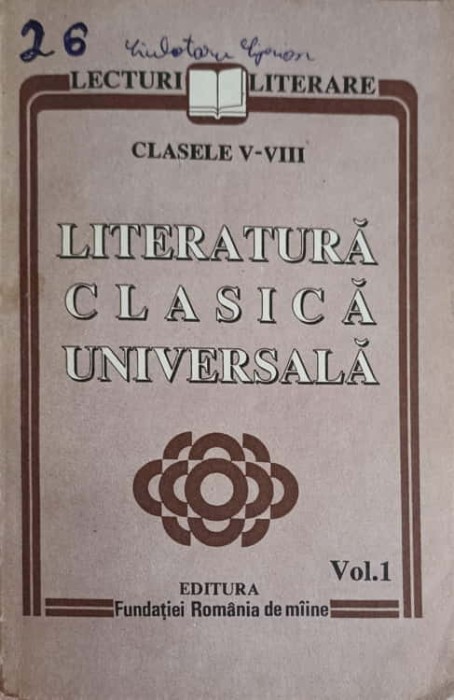 26
LECTURI LITERARE
CLASELE V-VIII
LITERATURĂ
CLASICĂ
UNIVERSALĂ
Vol.1
EDITURA
Fundației România de mîine